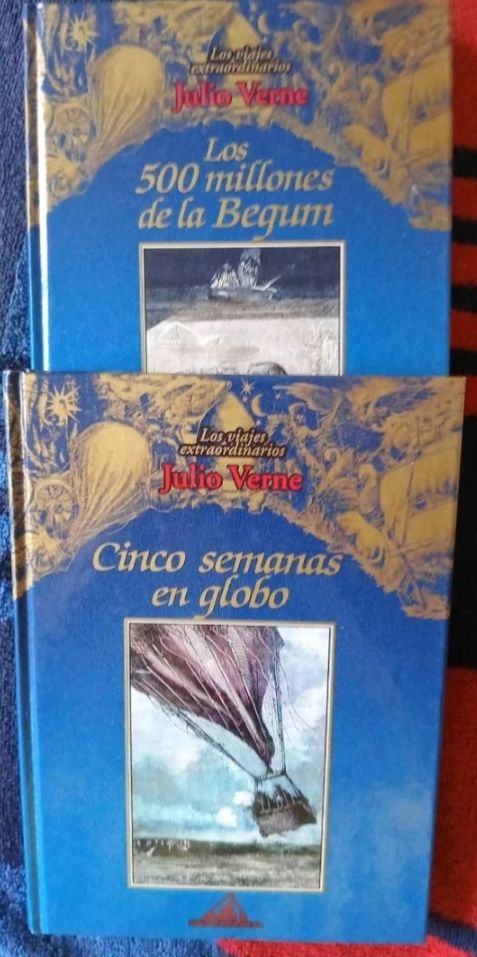 Los viajes
extraordinarios
Julio Verne
Los
500 millones
de la Begum
Los viajes
extraordinarios
Julio Verne
Cinco semanas
en globo